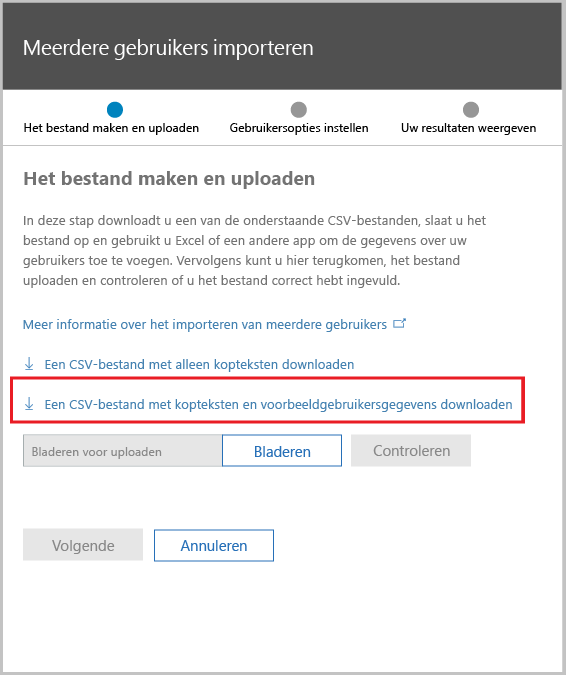 Meerdere gebruikers importeren
Het bestand maken en uploaden
Gebruikersopties instellen
Uw resultaten weergeven
Het bestand maken en uploaden
In deze stap downloadt u een van de onderstaande CSV-bestanden, slaat u het
bestand op en gebruikt u Excel of een andere app om de gegevens over uw
gebruikers toe te voegen. Vervolgens kunt u hier terugkomen, het bestand
uploaden en controleren of u het bestand correct hebt ingevuld.
Meer informatie over het importeren van meerdere gebruikers
Een CSV-bestand met alleen kopteksten downloaden
Een CSV-bestand met kopteksten en voorbeeldgebruikersgegevens downloaden
Bladeren voor uploaden
Bladeren
Controleren
Volgende
Annuleren